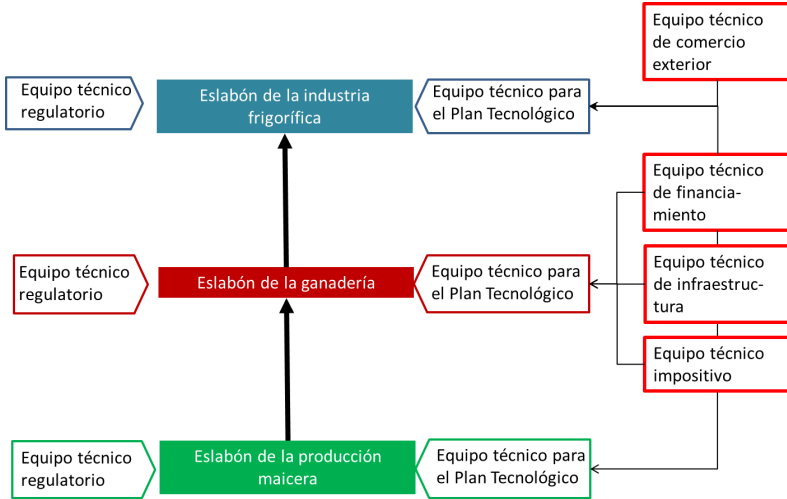 Equipo técnico
de comercio
exterior
Equipo técnico
regulatorio
Eslabón de la industria
frigorífica
Equipo técnico para
el Plan Tecnológico
Equipo técnico
de financia-
miento
Equipo técnico
regulatorio
Eslabón de la ganadería
Equipo técnico para
el Plan Tecnológico
Equipo técnico
de infraestruc-
tura
Equipo técnico
impositivo
Equipo técnico
regulatorio
Eslabón de la producción
maicera
Equipo técnico para
el Plan Tecnológico